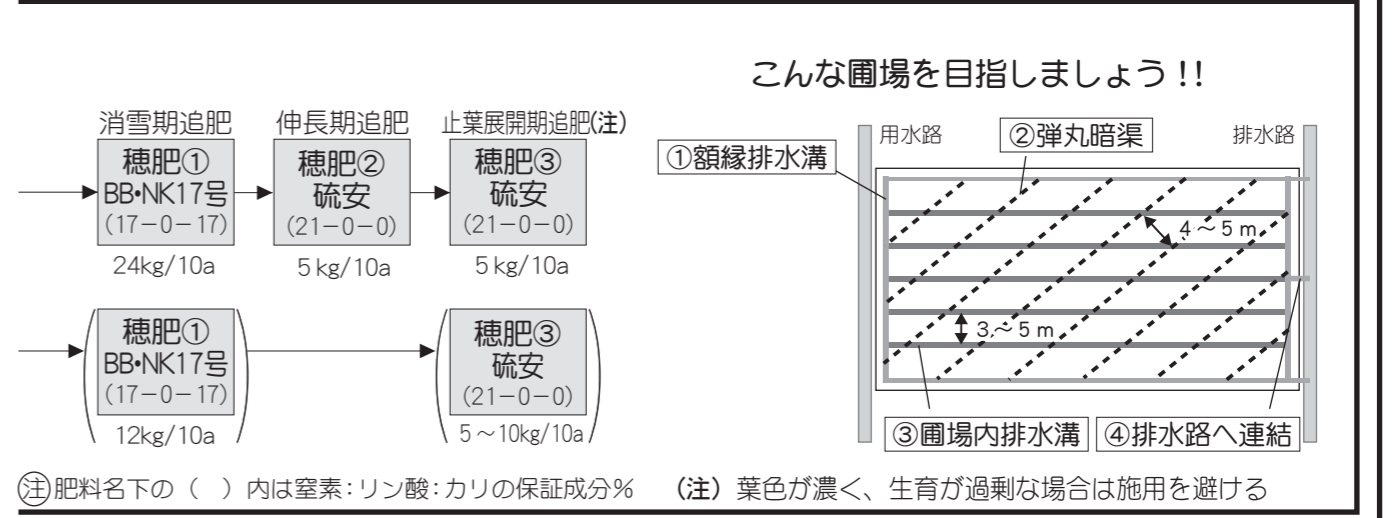 消雪期追肥
穂肥①
BB•NK17号
(17−0−17)
24kg/10a
伸長期追肥
穂肥②
硫安
(21−0−0)
5kg/10a
止葉展開期追肥(注)
穂肥③
硫安
(21−0−0)
5kg/10a
穂肥①
BB•NK17号
(17−0−17)
12kg/10a
穂肥③
硫安
(21−0−0)
5〜10kg/10a
こんな圃場を目指しましょう!!
用水路
②弾丸暗渠
排水路
①額縁排水溝
4〜5m
3〜5m
③圃場内排水溝
④排水路へ連結
注 肥料名下の( )内は窒素:リン酸:カリの保証成分%
(注)葉色が濃く、生育が過剰な場合は施用を避ける